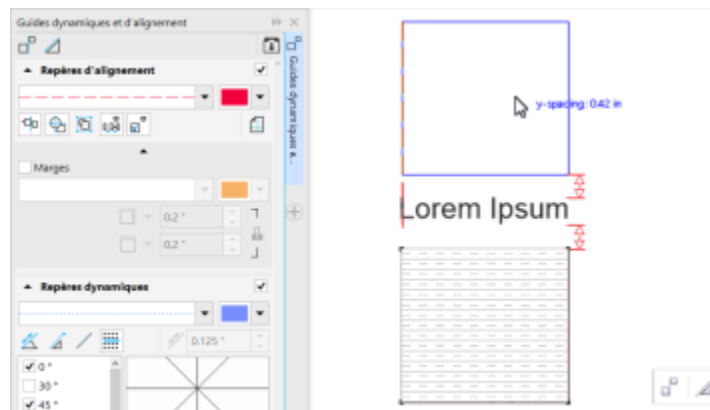 Guides dynamiques et d'alignement
Repères d'alignement
Marges
0.2 "
0.2 "
Repères dynamiques
0.125 "
0 °
30 °
45 °
Guides dynamiques e...
y-spacing: 0.42 in
Lorem Ipsum